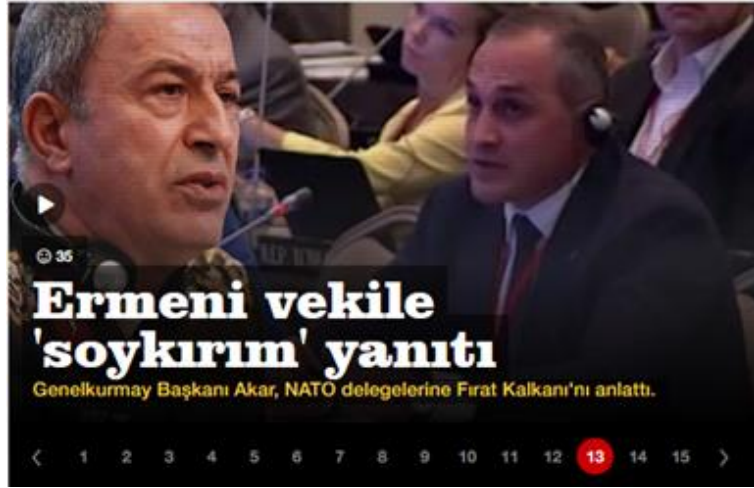 35
Ermeni vekile
'soykırım' yanıtı
Genelkurmay Başkanı Akar, NATO delegelerine Fırat Kalkanı'nı anlattı.
1 2 3 4 5 6 7 8 9 10 11 12 13 14 15